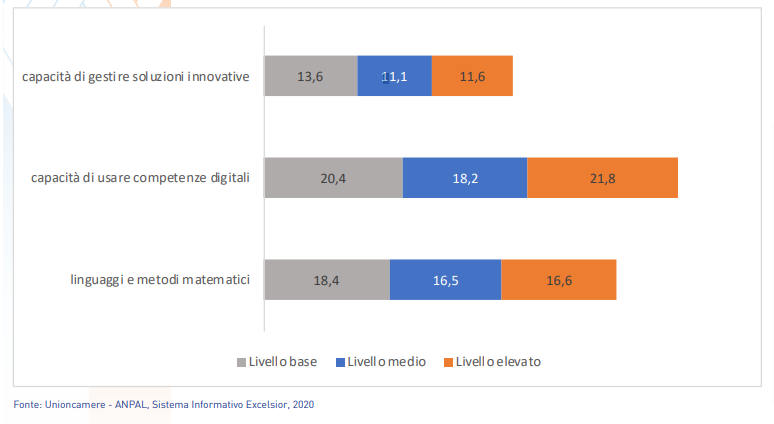 capacità di gestire soluzioni innovative
13,6
11,1
11,6
capacità di usare competenze digitali
20,4
18,2
21,8
linguaggi e metodi matematici
18,4
16,5
16,6
Livello base
Livello medio
Livello elevato
Fonte: Unioncamere - ANPAL, Sistema Informativo Excelsior, 2020